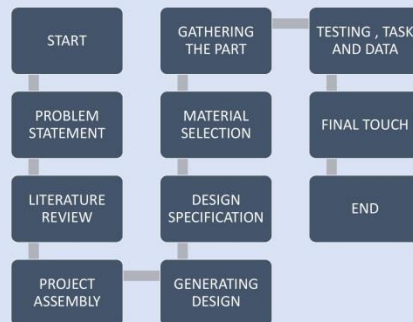 START
PROBLEM
STATEMENT
LITERATURE
REVIEW
PROJECT
ASSEMBLY
GENERATING
DESIGN
DESIGN
SPECIFICATION
MATERIAL
SELECTION
GATHERING
THE PART
TESTING , TASK
AND DATA
FINAL TOUCH
END